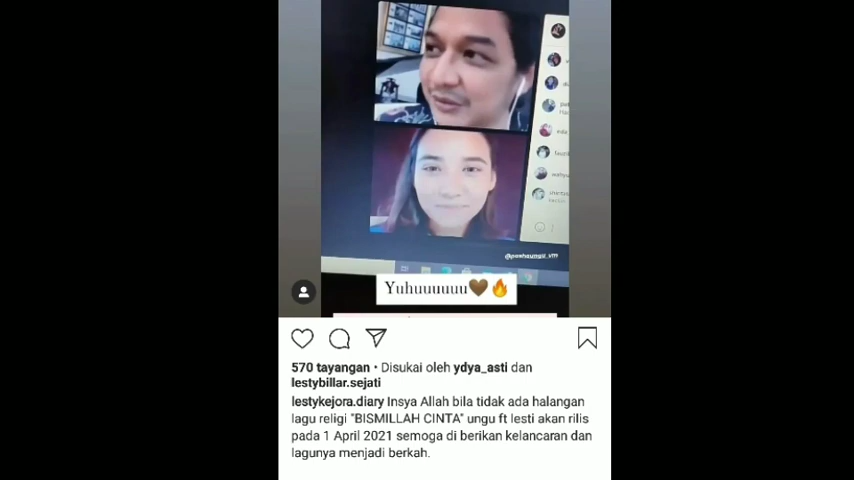 @pashaungu_vm
Yuhuuuuuu🤎🔥
570 tayangan • Disukai oleh ydya_asti dan
lestybillar.sejati
lestykejora.diary Insya Allah bila tidak ada halangan
lagu religi "BISMILLAH CINTA" ungu ft lesti akan rilis
pada 1 April 2021 semoga di berikan kelancaran dan
lagunya menjadi berkah.